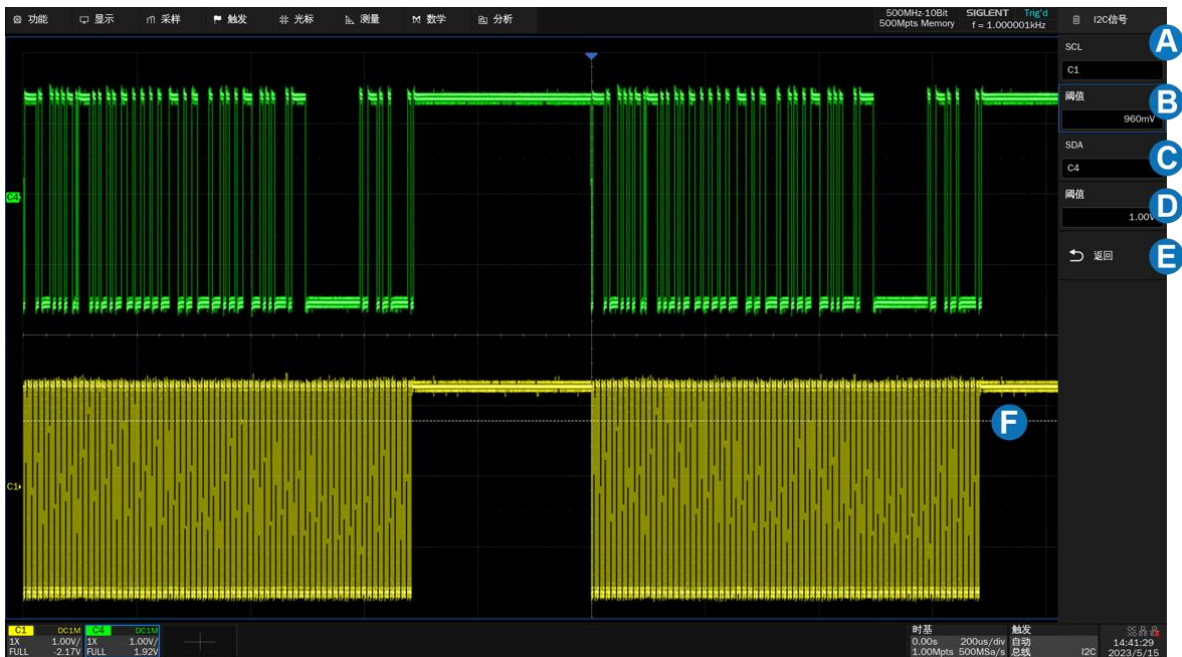 功能 显示 采样 触发 光标 测量 数学 分析
500MHz-10Bit SIGLENT Trig'd
500Mpts Memory f = 1.000001kHz
I2C信号
A
SCL
C1
阈值
B
960mV
SDA
C
C4
阈值
D
1.00V
返回
E
C4
F
C1
C1 DC1M C4 DC1M
1X 1.00V/ 1X 1.00V/
FULL -2.17V FULL 1.92V
时基 触发
0.00s 200us/div 自动 14:41:29
1.00Mpts 500MSa/s 总线 I2C 2023/5/15